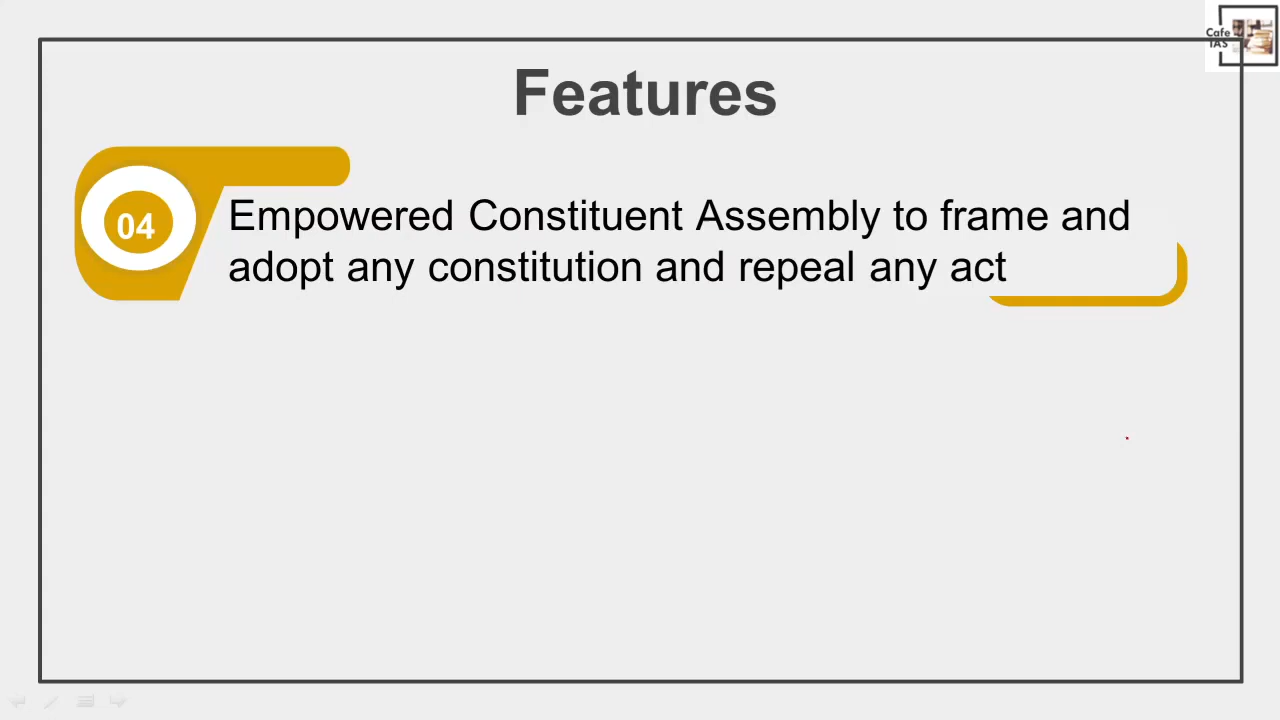 Cafe
IAS
Features
04
Empowered Constituent Assembly to frame and
adopt any constitution and repeal any act